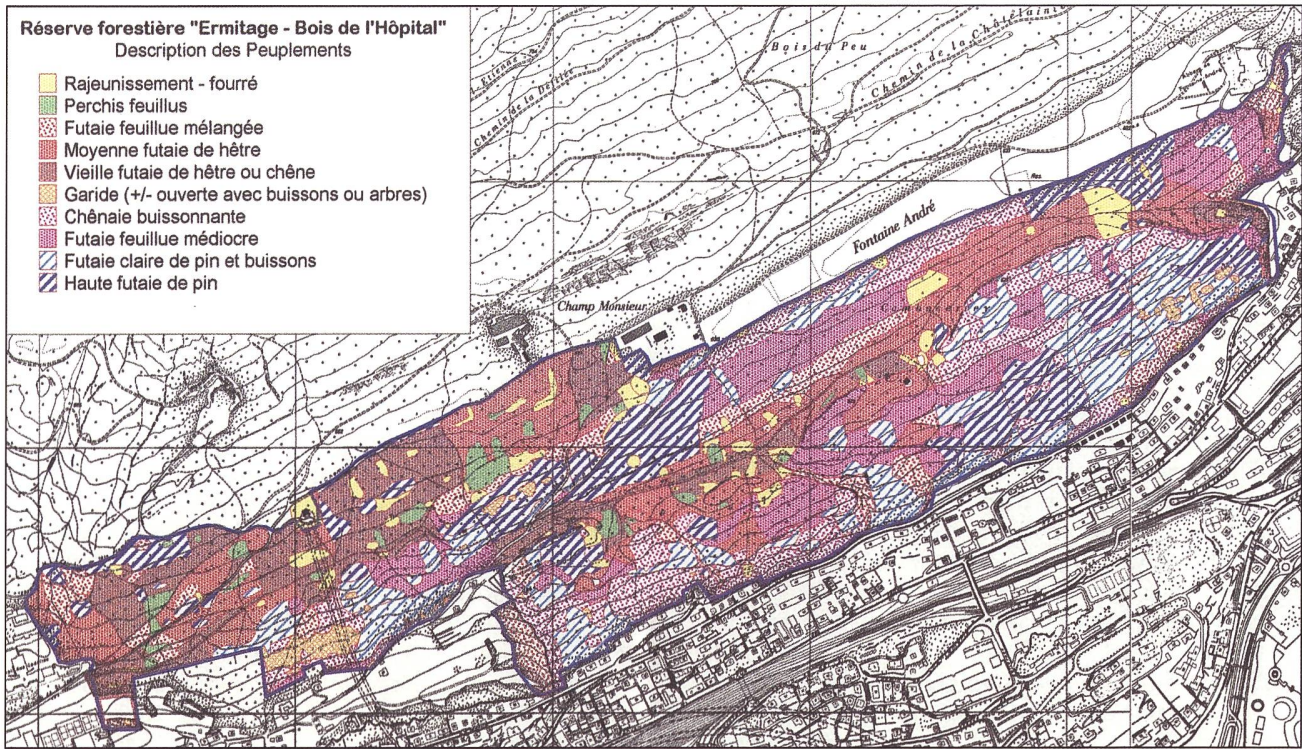 Réserve forestière "Ermitage - Bois de l'Hôpital"
Description des Peuplements
Rajeunissement - fourré
Perchis feuillus
Futaie feuillue mélangée
Moyenne futaie de hêtre
Vieille futaie de hêtre ou chêne
Garide (+/- ouverte avec buissons ou arbres)
Chênaie buissonnante
Futaie feuillue médiocre
Futaie claire de pin et buissons
Haute futaie de pin
Bois du Peu
Chemin de la Châtelainie
Chemin de la
Fontaine André
Champ Monsieur